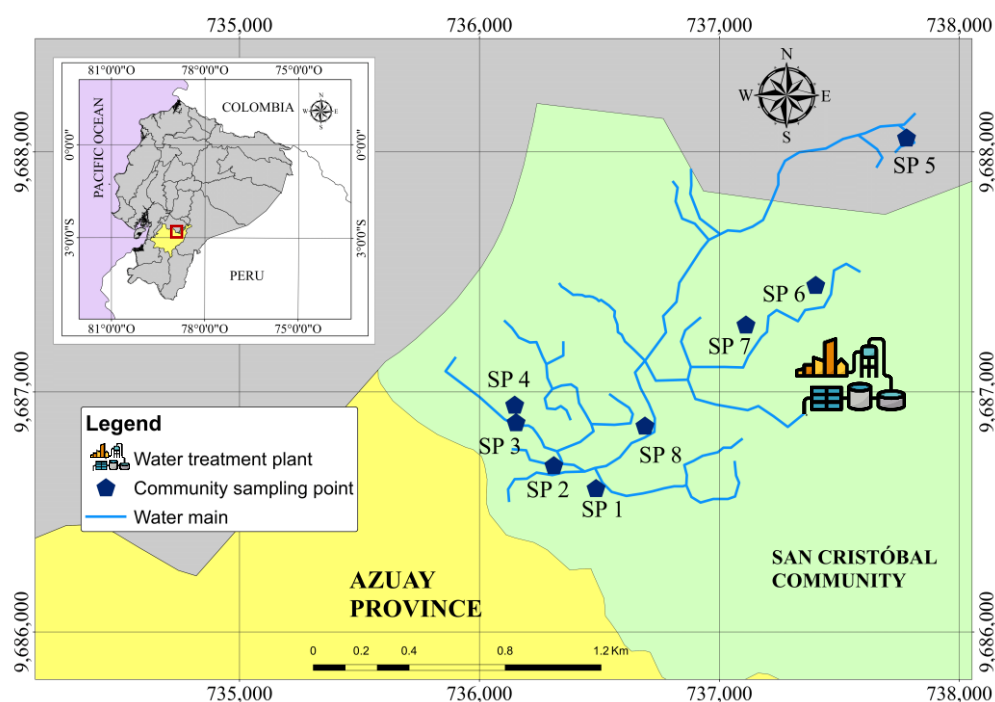 735,000 736,000 737,000 738,000
81°0'0"O 78°0'0"O 75°0'0"O
COLOMBIA
N
W E
S
PACIFIC OCEAN
0°0'0"
0°0'0"
3°0'0"S
3°0'0"S
PERU
81°0'0"O 78°0'0"O 75°0'0"O
N
W E
S
9,688,000
9,688,000
SP 5
SP 6
SP 7
9,687,000
9,687,000
SP 4
SP 3
SP 8
SP 2
SP 1
Legend
Water treatment plant
Community sampling point
Water main
SAN CRISTÓBAL
COMMUNITY
AZUAY
PROVINCE
9,686,000
9,686,000
0 0.2 0.4 0.8 1.2 Km
735,000 736,000 737,000 738,000